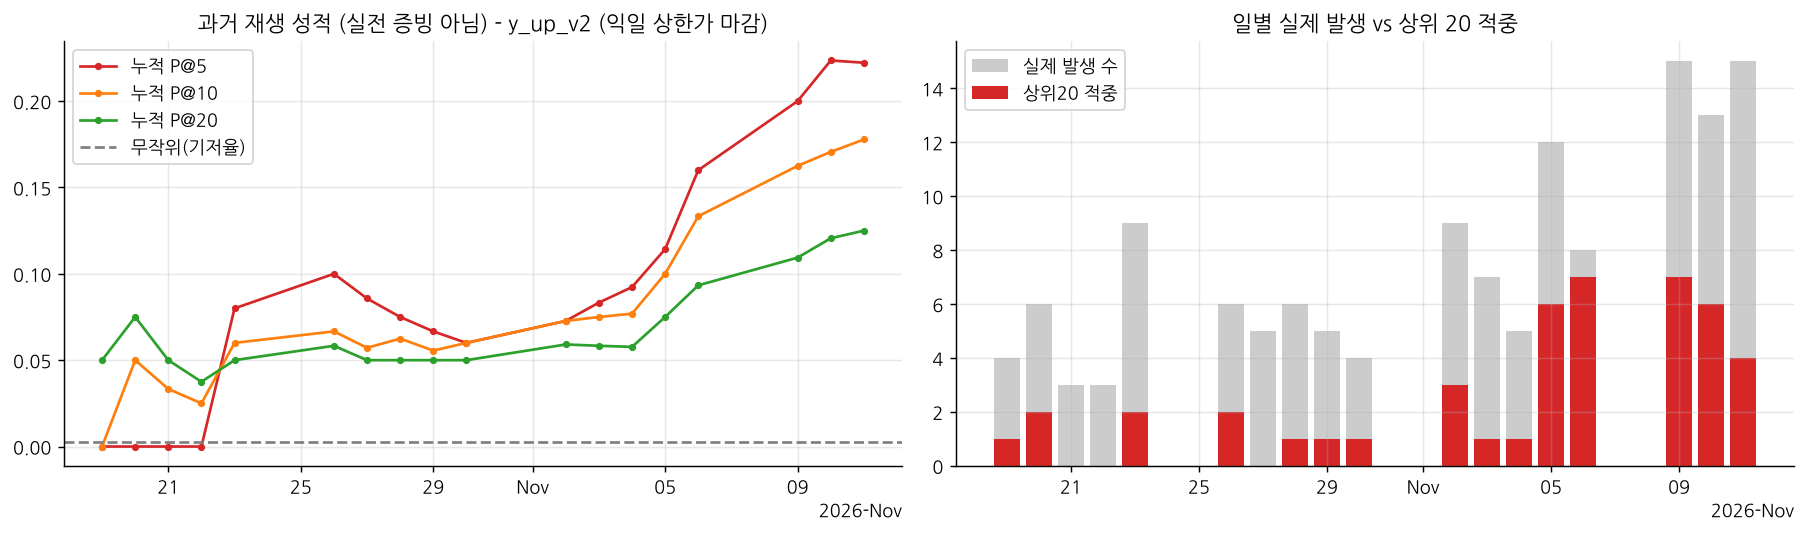 과거 재생 성적 (실전 증빙 아님) - y_up_v2 (익일 상한가 마감)
누적 P@5
누적 P@10
누적 P@20
무작위(기저율)
0.20
0.15
0.10
0.05
0.00
21 25 29 Nov 05 09
2026-Nov
일별 실제 발생 vs 상위 20 적중
실제 발생 수
상위20 적중
14
12
10
8
6
4
2
0
21 25 29 Nov 05 09
2026-Nov